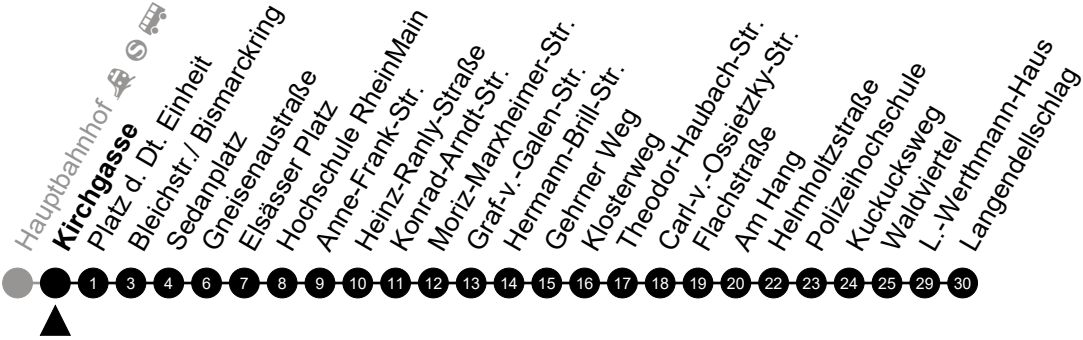 Hauptbahnhof S
Kirchgasse
Platz d. Dt. Einheit
Bleichstr./ Bismarckring
Sedanplatz
Gneisenaustraße
Elsässer Platz
Hochschule RheinMain
Anne-Frank-Str.
Heinz-Ranly-Straße
Konrad-Arndt-Str.
Moriz-Marxheimer-Str.
Graf-v.-Galen-Str.
Hermann-Brill-Str.
Gehrner Weg
Klosterweg
Theodor-Haubach-Str.
Carl-v.-Ossietzky-Str.
Flachstraße
Am Hang
Helmholtzstraße
Polizeihochschule
Kuckucksweg
Waldviertel
L.-Werthmann-Haus
Langendellschlag
1 3 4 6 7 8 9 10 11 12 13 14 15 16 17 18 19 20 22 23 24 25 29 30